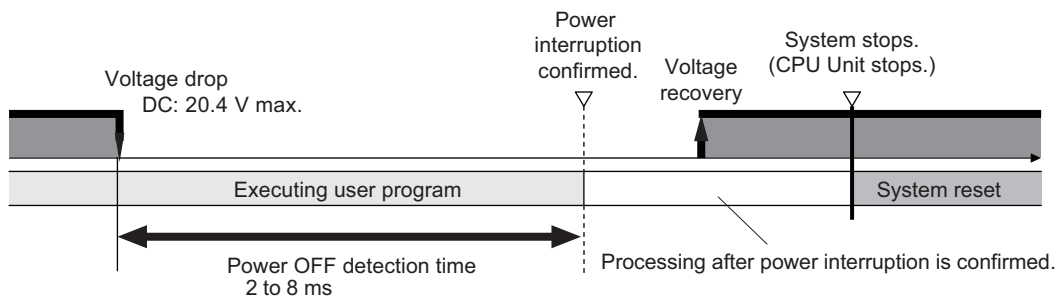 Power
interruption
confirmed.
System stops.
(CPU Unit stops.)
Voltage drop
DC: 20.4 V max.
Voltage
recovery
Executing user program
System reset
Power OFF detection time
2 to 8 ms
Processing after power interruption is confirmed.